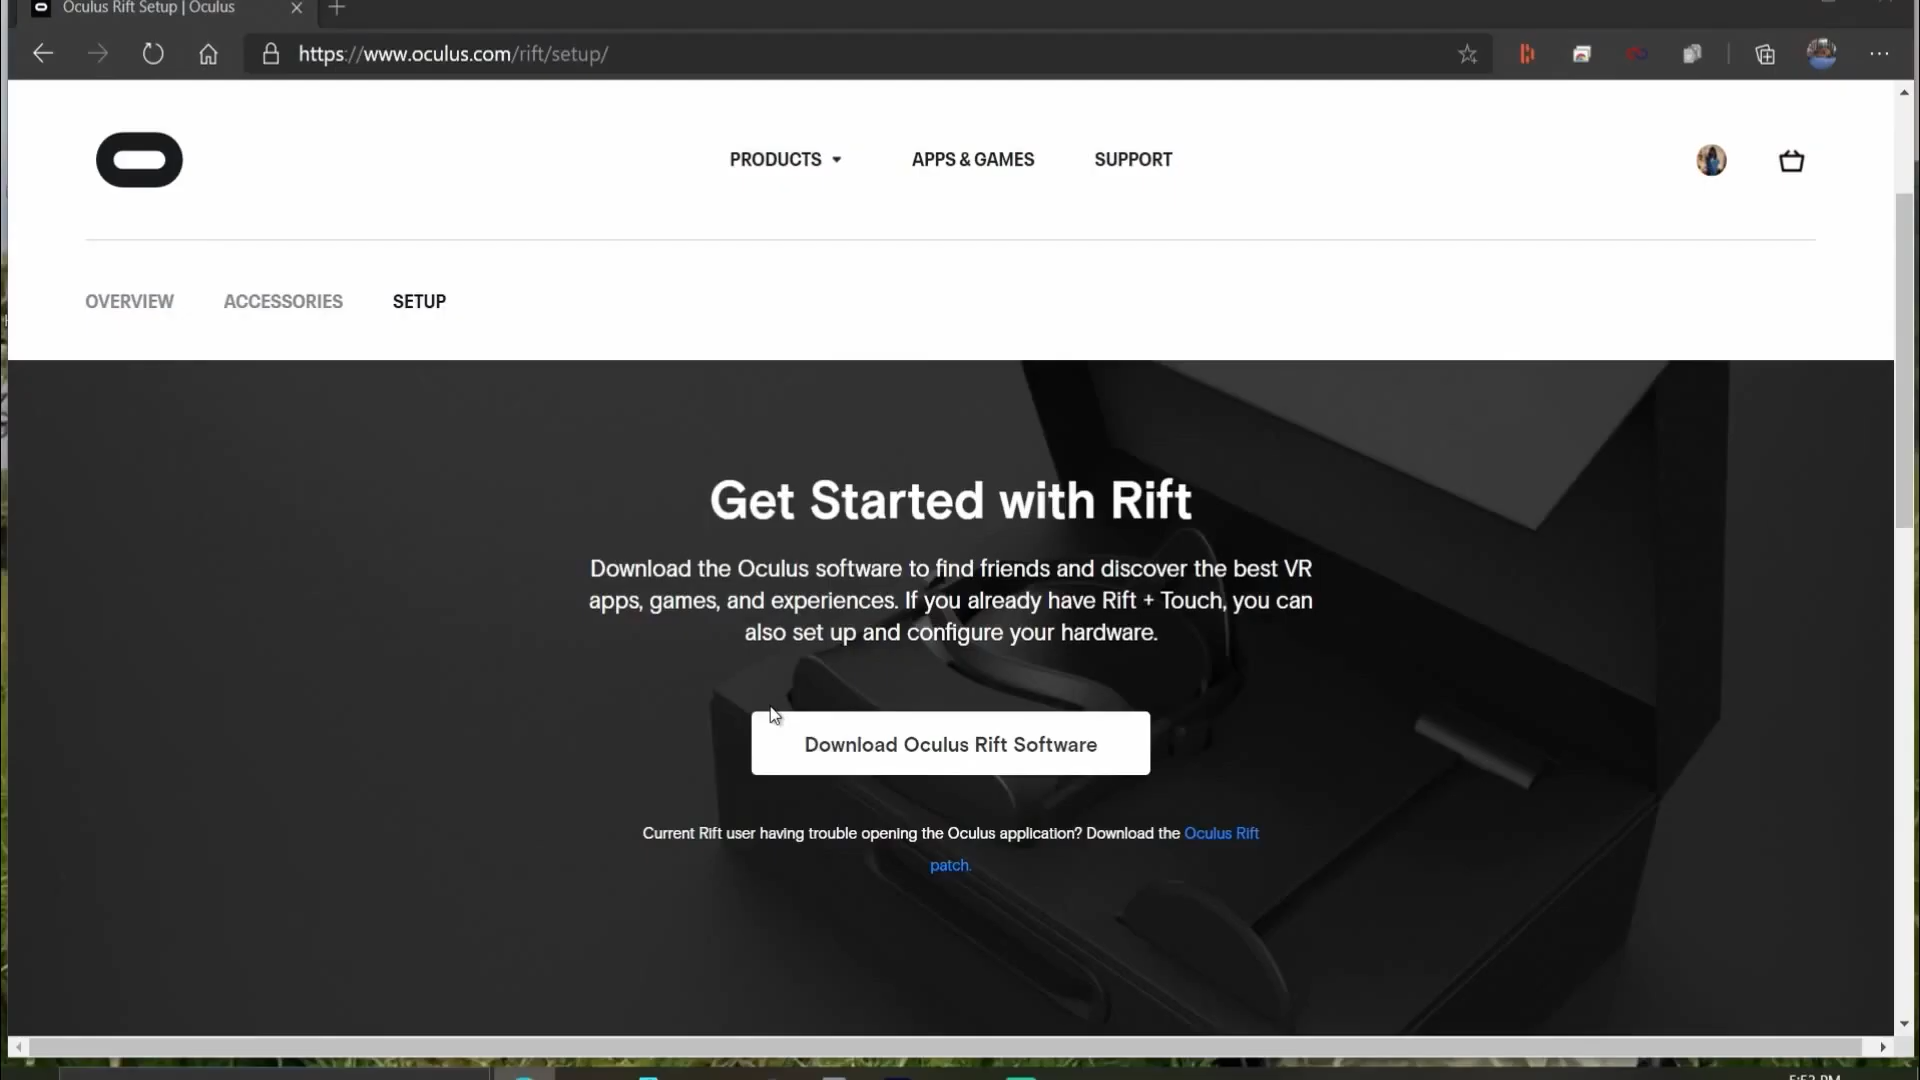 Oculus Rift Setup | Oculus
https://www.oculus.com/rift/setup/
PRODUCTS APPS & GAMES SUPPORT
OVERVIEW ACCESSORIES SETUP
Get Started with Rift
Download the Oculus software to find friends and discover the best VR
apps, games, and experiences. If you already have Rift + Touch, you can
also set up and configure your hardware.
Download Oculus Rift Software
Current Rift user having trouble opening the Oculus application? Download the Oculus Rift
patch.